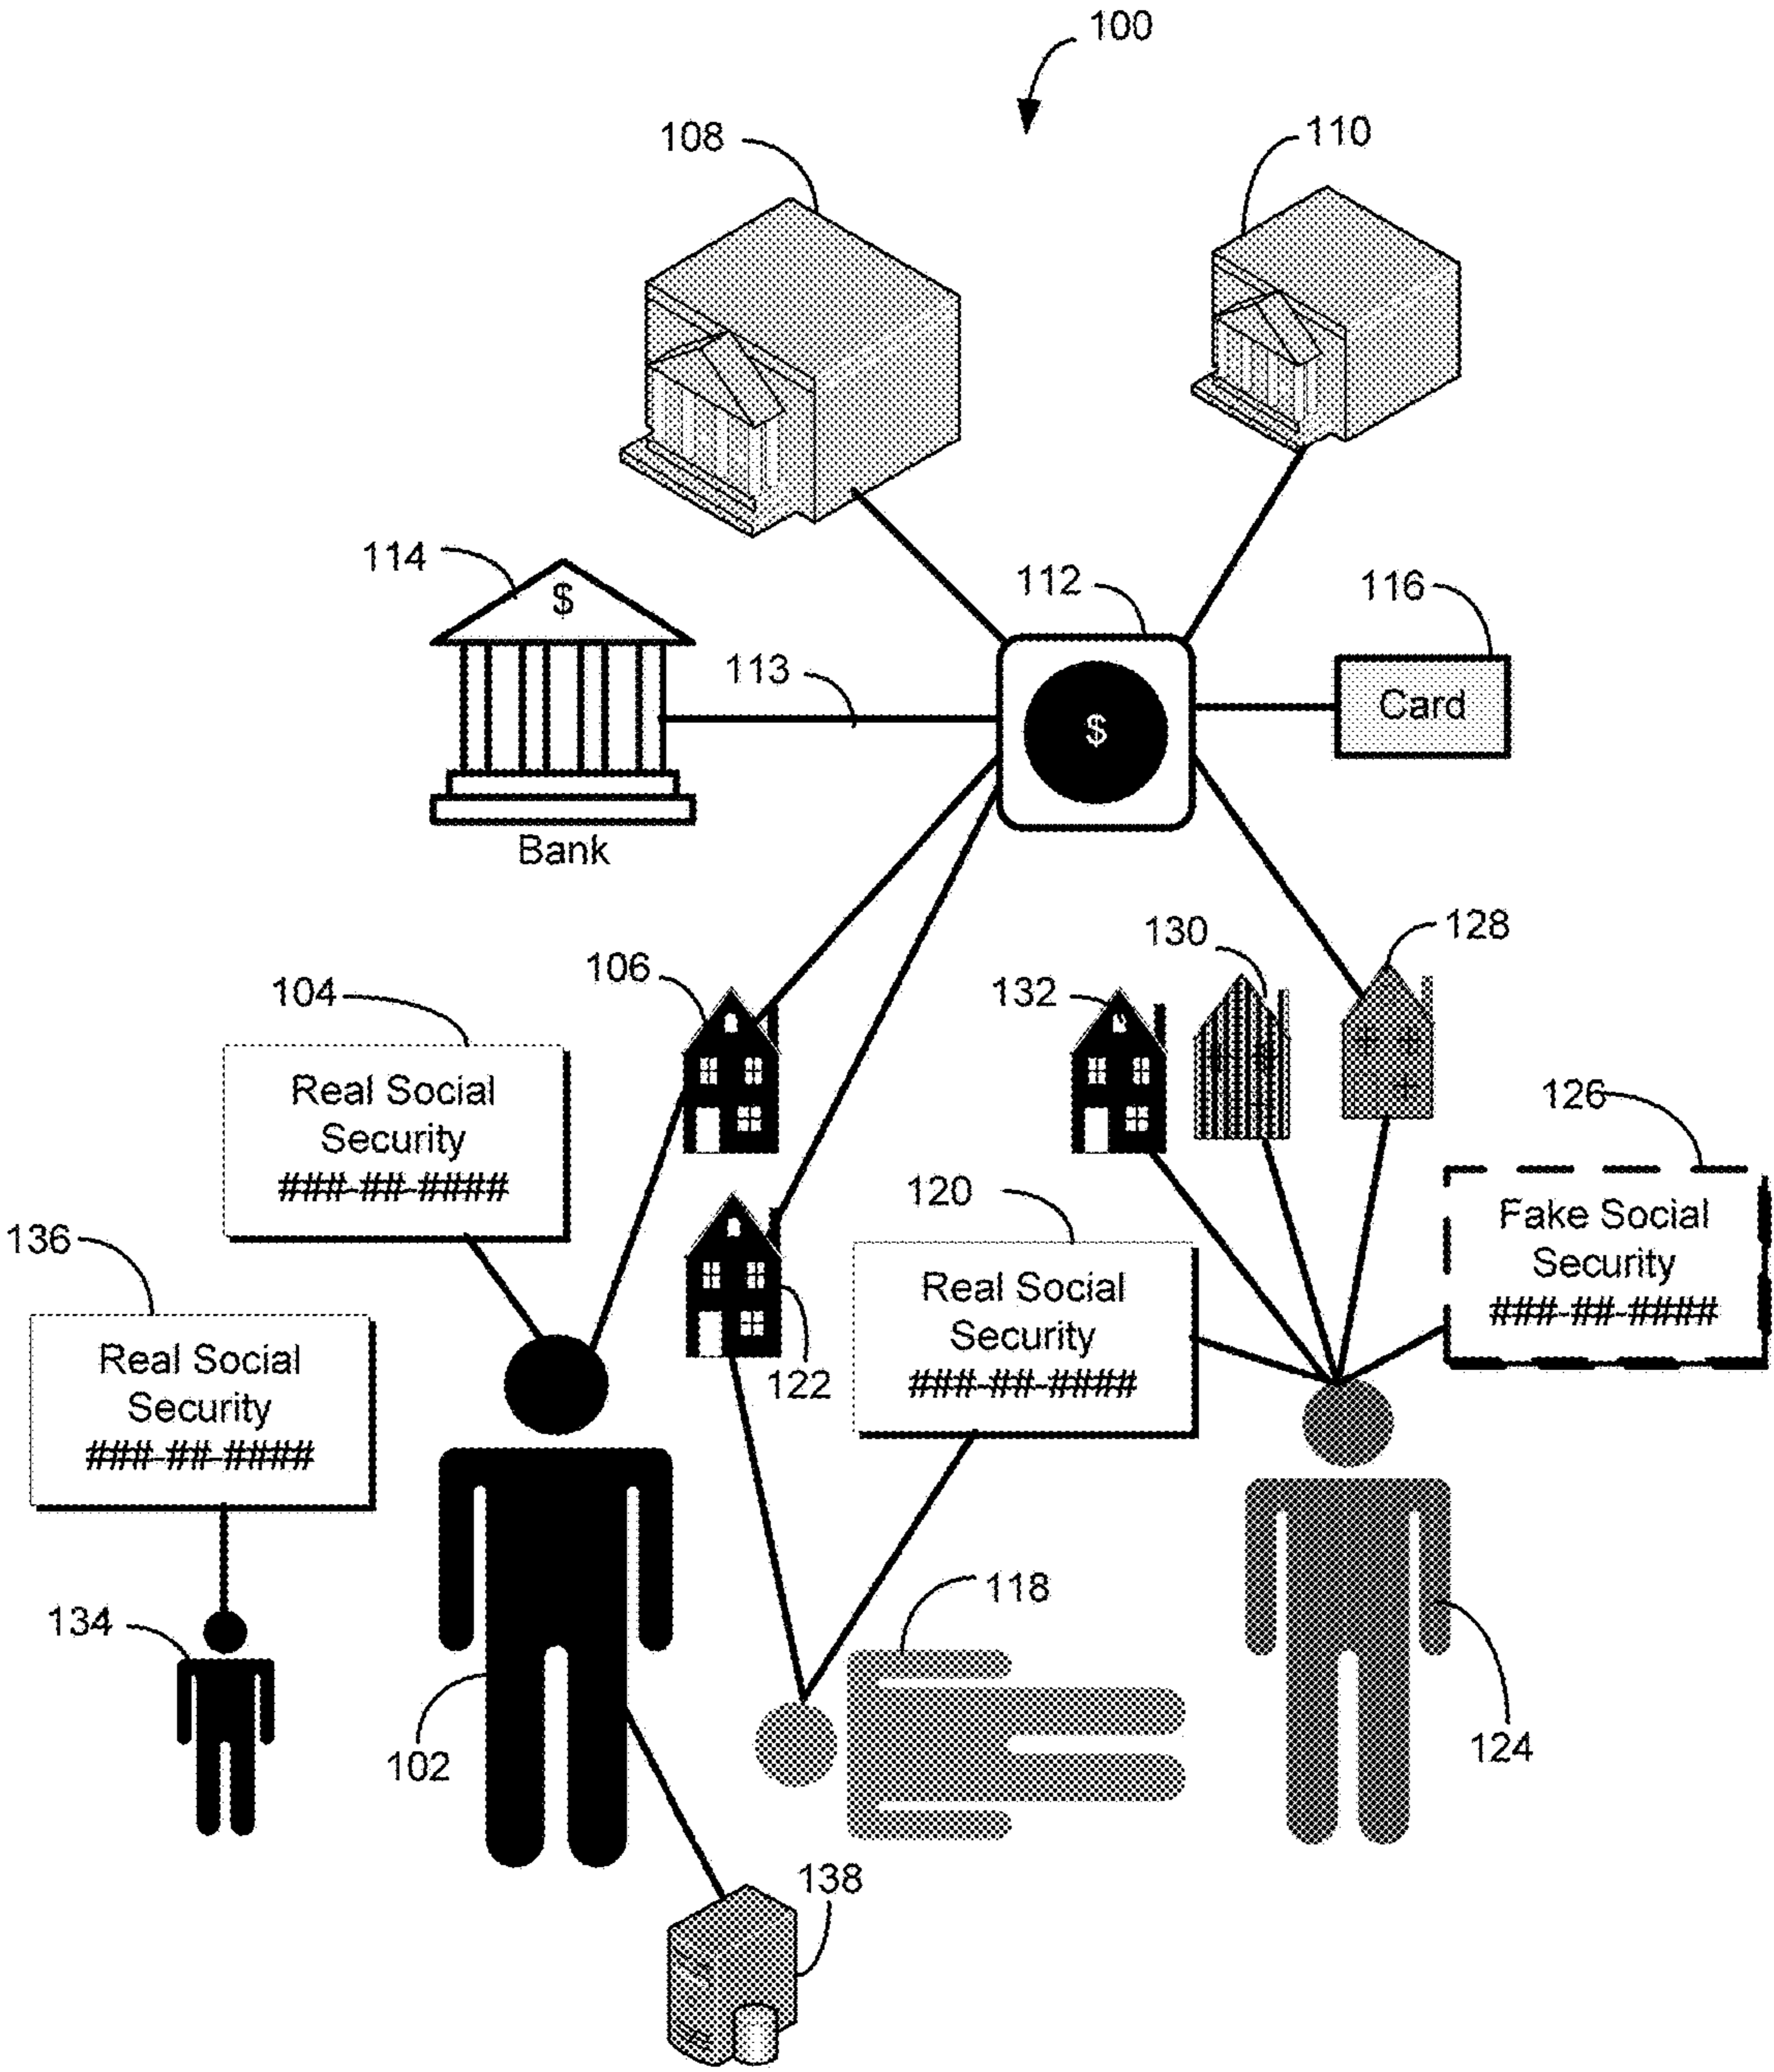 100
108
110
114
$
112
116
113
Card
$
Bank
130
128
106
132
104
126
Real Social
Security
###-##-####
120
Fake Social
Security
###-##-####
136
Real Social
Security
###-##-####
Real Social
Security
###-##-####
122
118
134
102
124
138